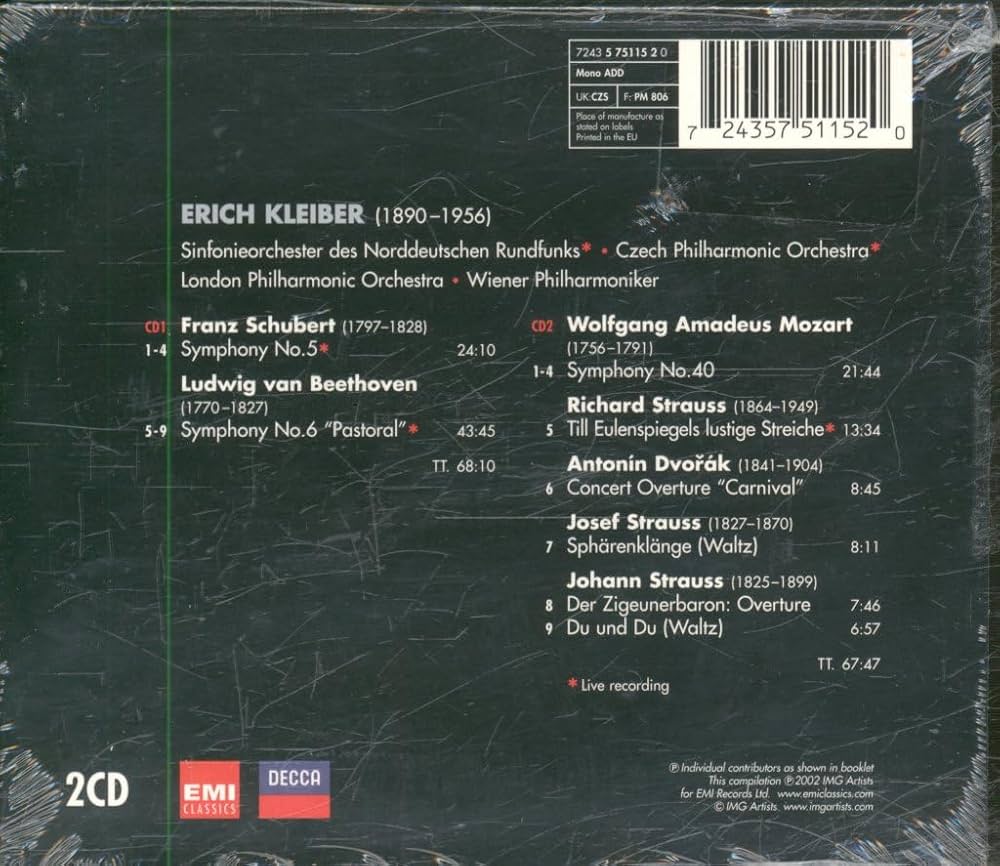 7243 5 75115 2 0
Mono ADD
UK:CZS F: PM 806
Place of manufacture as
stated on labels
Printed in the EU
7 24357 51152 0
ERICH KLEIBER (1890–1956)
Sinfonieorchester des Norddeutschen Rundfunks* • Czech Philharmonic Orchestra*
London Philharmonic Orchestra • Wiener Philharmoniker
CD1 Franz Schubert (1797–1828)
1-4 Symphony No.5* 24:10
Ludwig van Beethoven
(1770–1827)
5-9 Symphony No.6 “Pastoral”* 43:45
TT. 68:10
CD2 Wolfgang Amadeus Mozart
(1756–1791)
1-4 Symphony No.40 21:44
Richard Strauss (1864–1949)
5 Till Eulenspiegels lustige Streiche* 13:34
Antonín Dvořák (1841–1904)
6 Concert Overture “Carnival” 8:45
Josef Strauss (1827–1870)
7 Sphärenklänge (Waltz) 8:11
Johann Strauss (1825–1899)
8 Der Zigeunerbaron: Overture 7:46
9 Du und Du (Waltz) 6:57
TT. 67:47
* Live recording
2CD
EMI
CLASSICS
DECCA
℗ Individual contributors as shown in booklet
This compilation ℗ 2002 IMG Artists
for EMI Records Ltd. www.emiclassics.com
© IMG Artists. www.imgartists.com